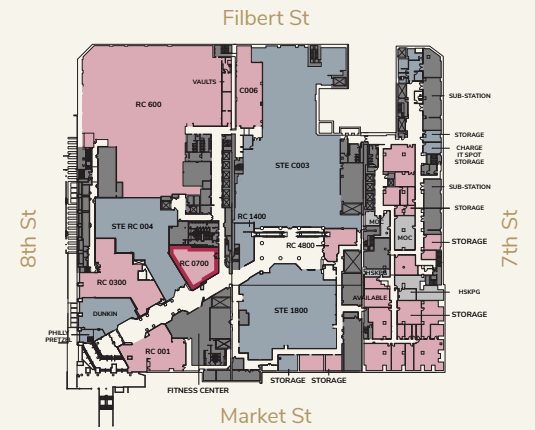 Filbert St
VAULTS
C006
RC 600
SUB-STATION
STORAGE
CHARGE
IT SPOT
STORAGE
STE C003
SUB-STATION
STORAGE
RC 1400
MOC
8th St
7th St
STE RC 004
MOC
STORAGE
RC 4800
RC 0700
HSKPG
RC 0300
HSKPG
AVAILABLE
DUNKIN
STE 1800
STORAGE
PHILLY
PRETZEL
RC 001
STORAGE
STORAGE
FITNESS CENTER
Market St